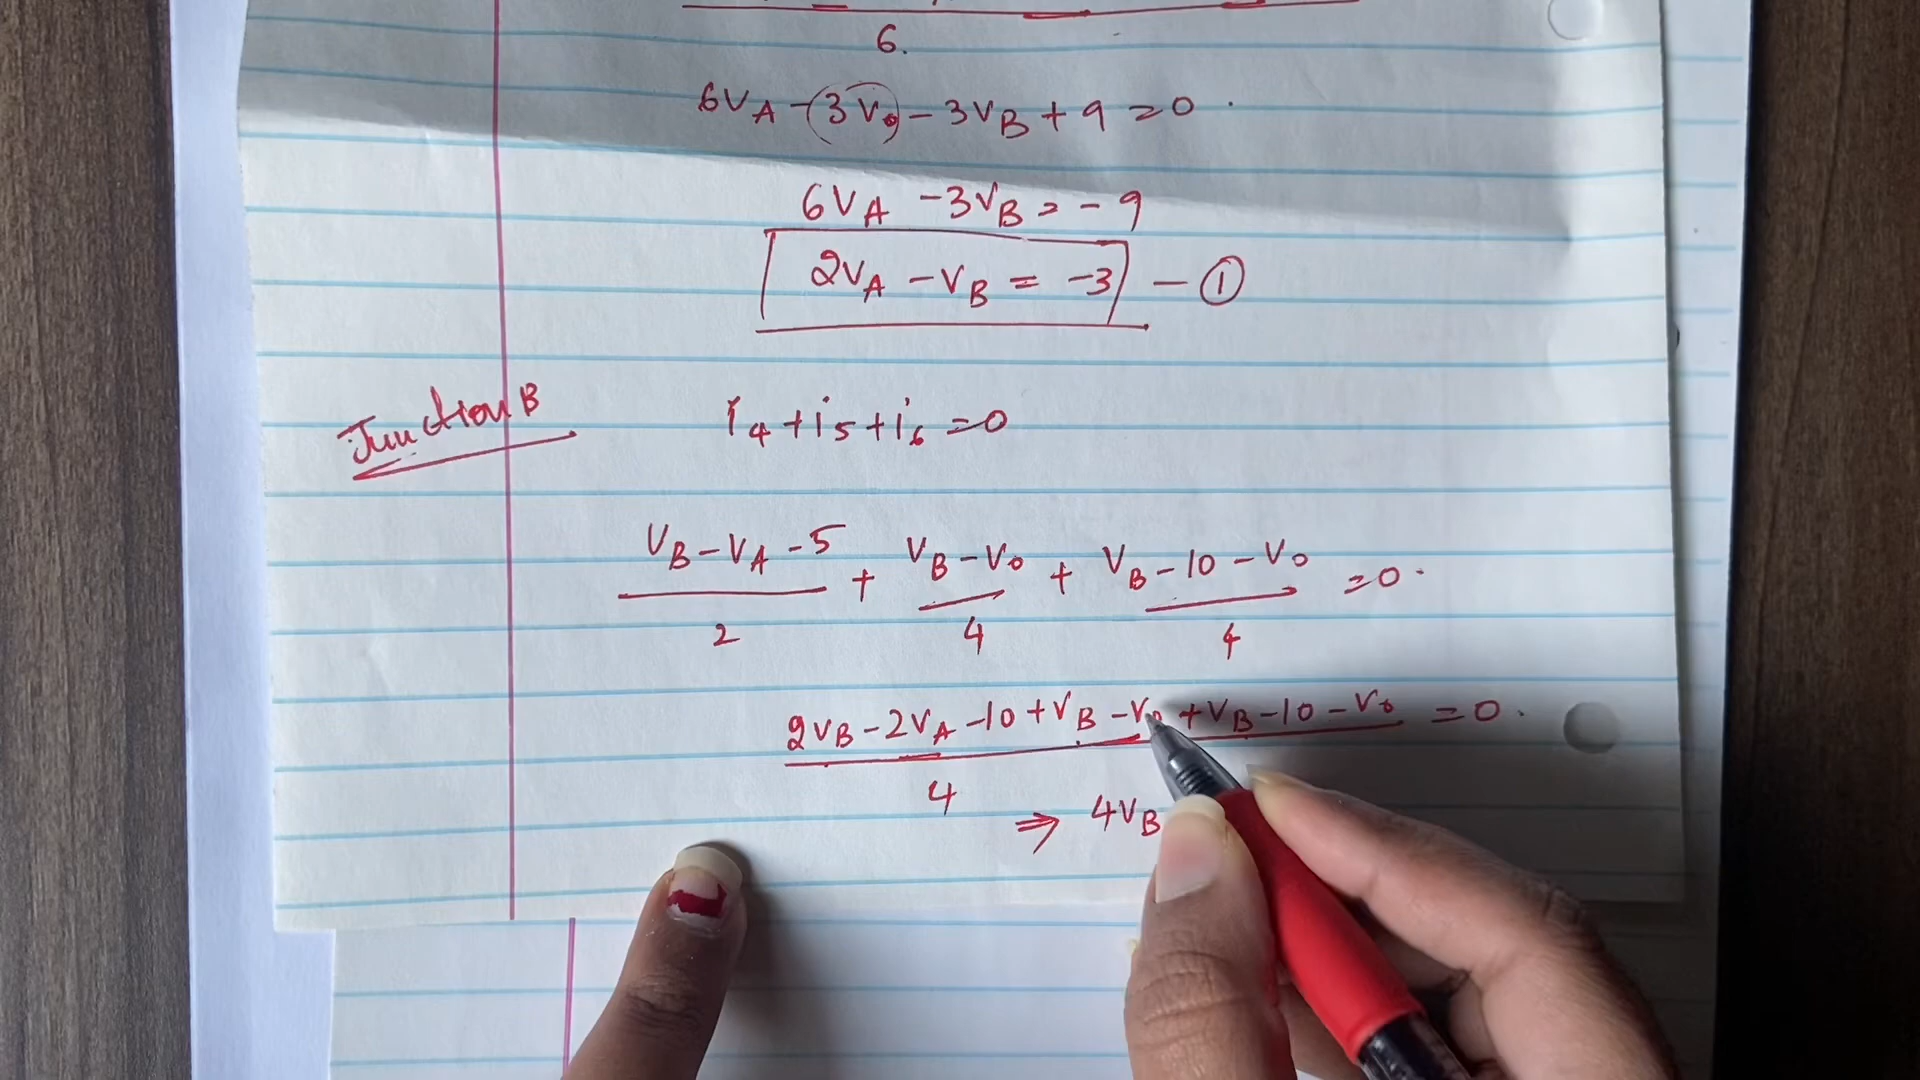 6.
6VA - 3V0 - 3VB + 9 = 0.
6VA - 3VB = -9
2VA - VB = -3 - ①
Junction B
i4 + i5 + i6 = 0
VB - VA - 5 + VB - V0 + VB - 10 - V0 = 0.
2 4 4
2VB - 2VA - 10 + VB - V0 + VB - 10 - V0 = 0.
4
⇒ 4VB